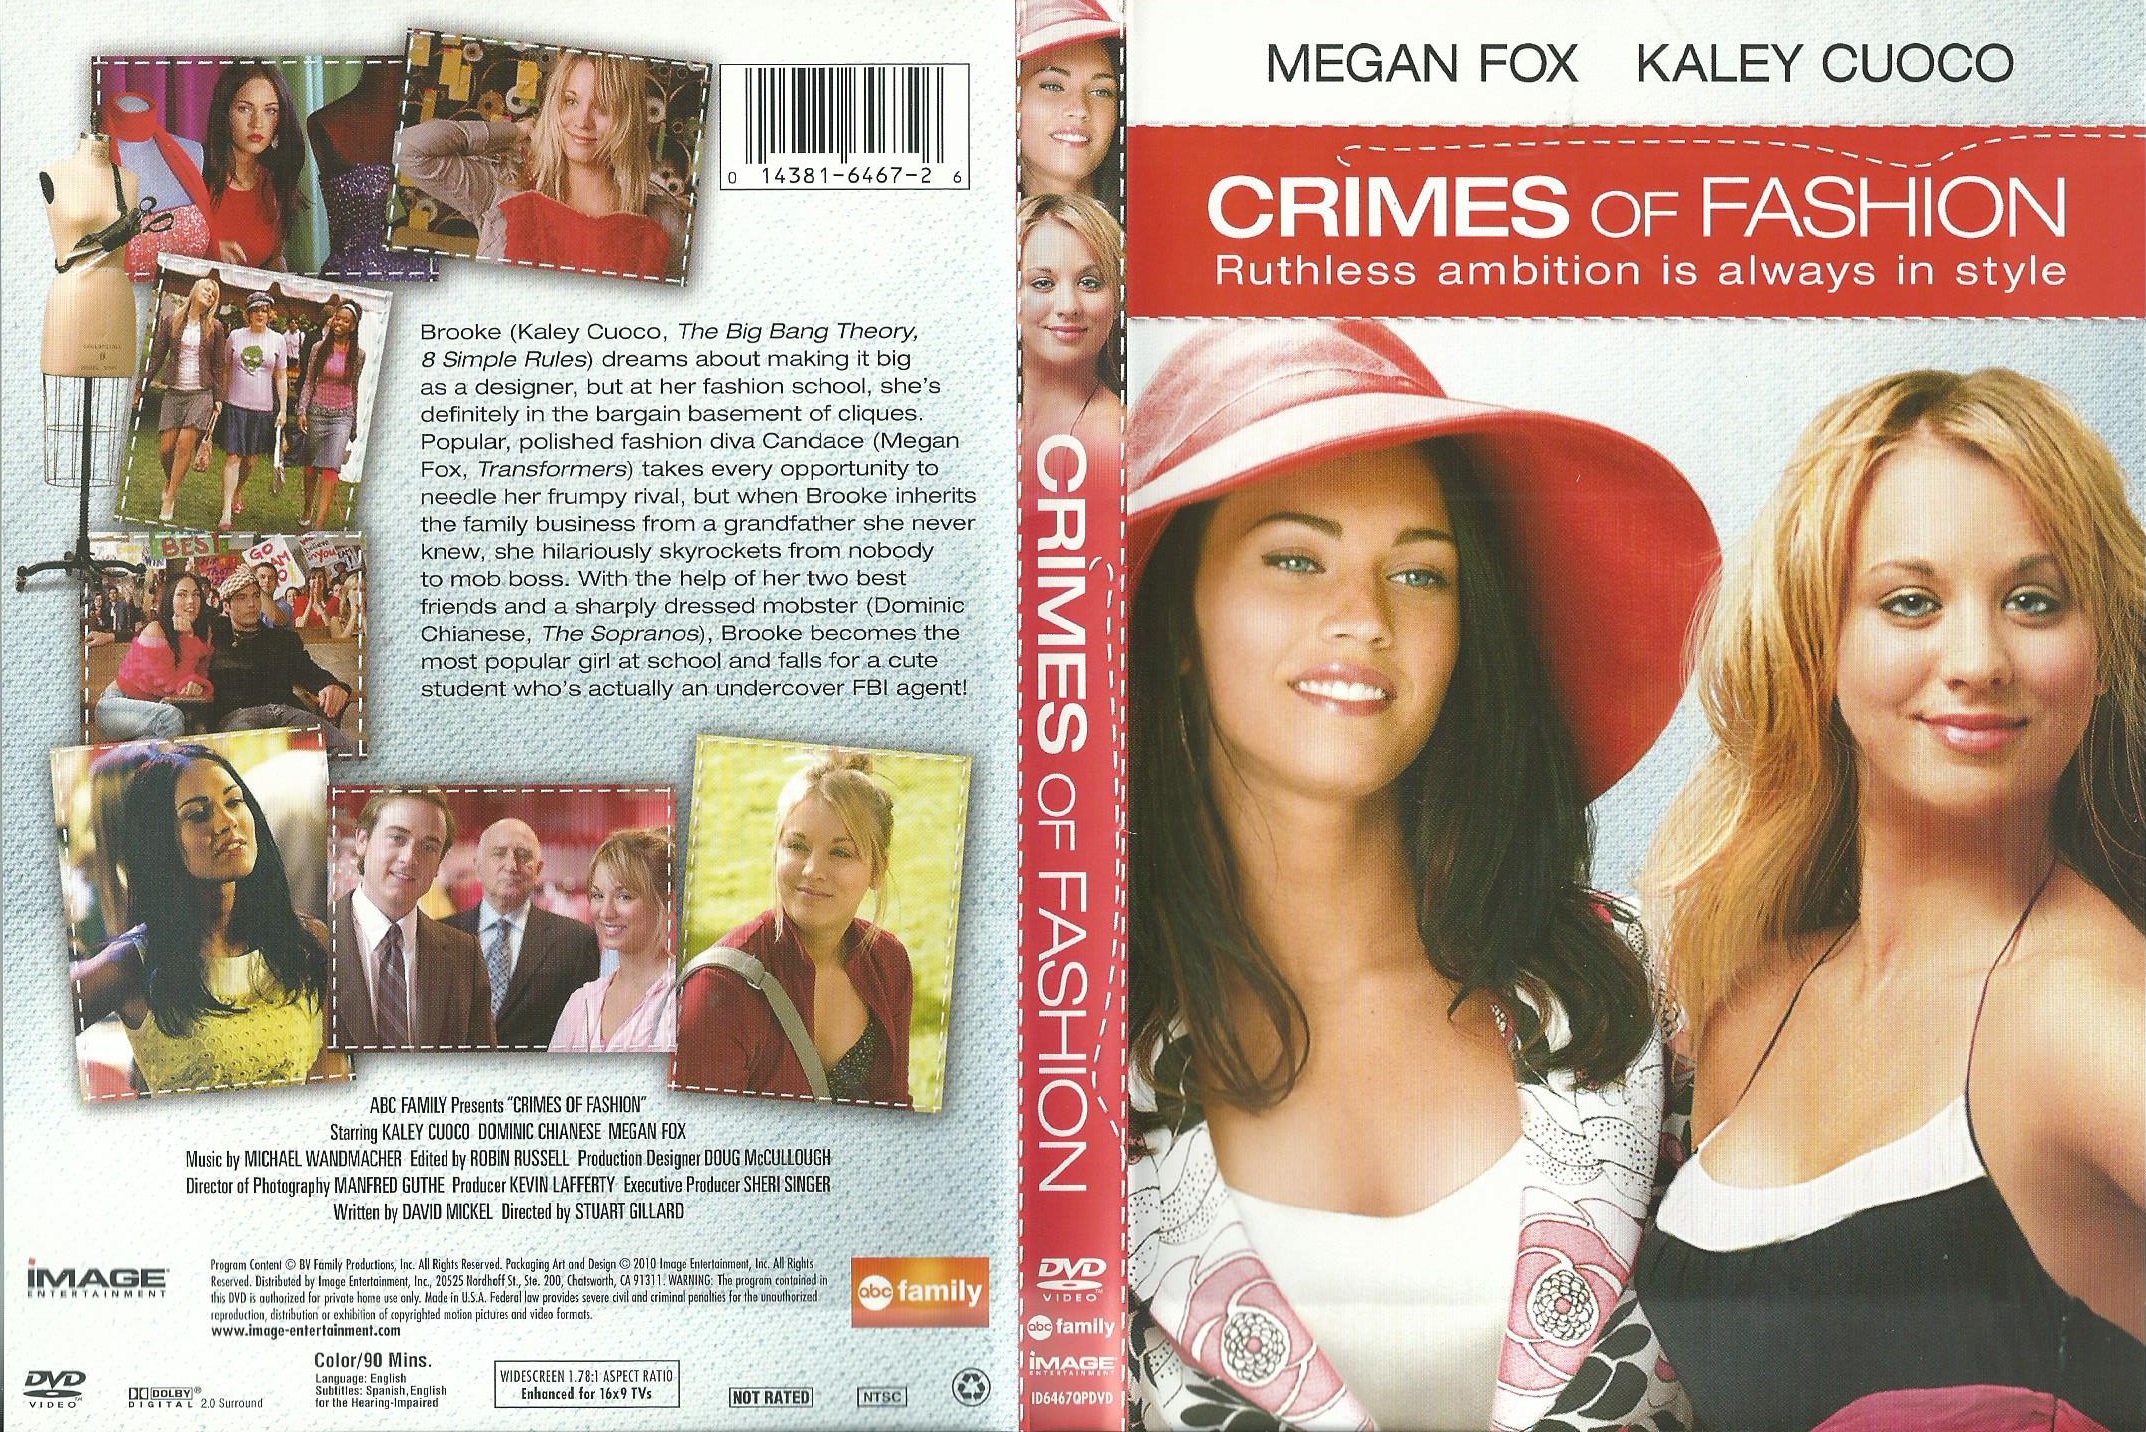 0 14381-6467-2 6
Brooke (Kaley Cuoco, The Big Bang Theory,
8 Simple Rules) dreams about making it big
as a designer, but at her fashion school, she's
definitely in the bargain basement of cliques.
Popular, polished fashion diva Candace (Megan
Fox, Transformers) takes every opportunity to
needle her frumpy rival, but when Brooke inherits
the family business from a grandfather she never
knew, she hilariously skyrockets from nobody
to mob boss. With the help of her two best
friends and a sharply dressed mobster (Dominic
Chianese, The Sopranos), Brooke becomes the
most popular girl at school and falls for a cute
student who's actually an undercover FBI agent!
BEST
GO
ABC FAMILY Presents "CRIMES OF FASHION"
Starring KALEY CUOCO DOMINIC CHIANESE MEGAN FOX
Music by MICHAEL WANDMACHER Edited by ROBIN RUSSELL Production Designer DOUG McCULLOUGH
Director of Photography MANFRED GUTHE Producer KEVIN LAFFERTY Executive Producer SHERI SINGER
Written by DAVID MICKEL Directed by STUART GILLARD
IMAGE
ENTERTAINMENT
Program Content © BV Family Productions, Inc. All Rights Reserved. Packaging Art and Design © 2010 Image Entertainment, Inc. All Rights
Reserved. Distributed by Image Entertainment, Inc., 20525 Nordhoff St., Ste. 200, Chatsworth, CA 91311. WARNING: The program contained in
this DVD is authorized for private home use only. Made in U.S.A. Federal law provides severe civil and criminal penalties for the unauthorized
reproduction, distribution or exhibition of copyrighted motion pictures and video formats.
www.image-entertainment.com
abc family
DVD
VIDEO™
DOLBY®
DIGITAL 2.0 Surround
Color/90 Mins.
Language: English
Subtitles: Spanish, English
for the Hearing-Impaired
WIDESCREEN 1.78:1 ASPECT RATIO
Enhanced for 16x9 TVs
NOT RATED
NTSC
CRIMES OF FASHION
DVD
VIDEO™
abc family
IMAGE
ENTERTAINMENT
ID6467QPDVD
MEGAN FOX KALEY CUOCO
CRIMES OF FASHION
Ruthless ambition is always in style